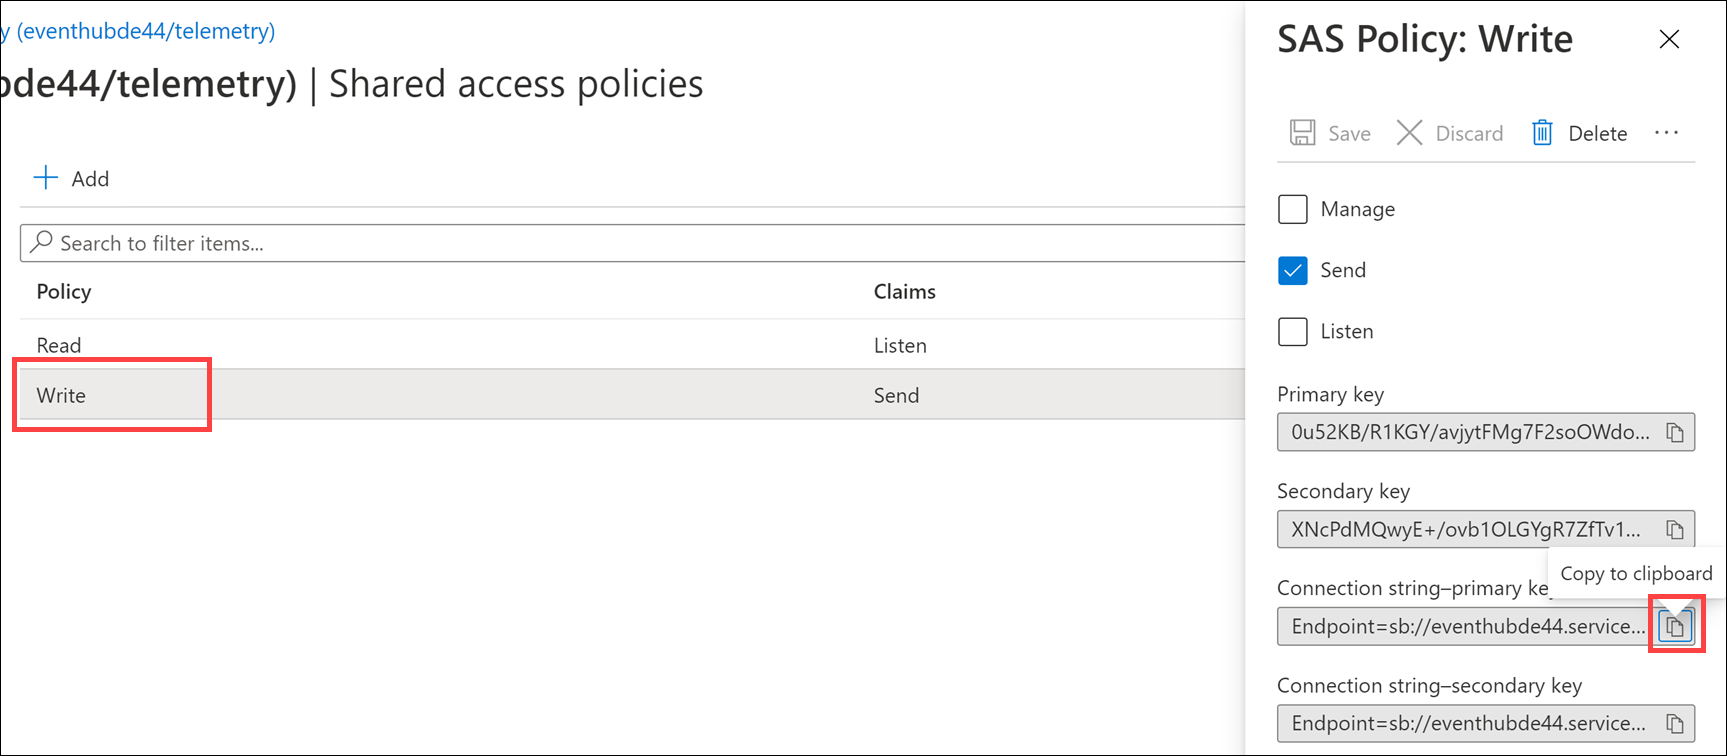 y (eventhubde44/telemetry)
bde44/telemetry) | Shared access policies
Add
Search to filter items...
Policy Claims
Read Listen
Write Send
SAS Policy: Write
Save Discard Delete ...
Manage
Send
Listen
Primary key
0u52KB/R1KGY/avjytFMg7F2soOWdo...
Secondary key
XNcPdMQwyE+/ovb1OLGYgR7ZfTv1...
Copy to clipboard
Connection string–primary key
Endpoint=sb://eventhubde44.service...
Connection string–secondary key
Endpoint=sb://eventhubde44.service...